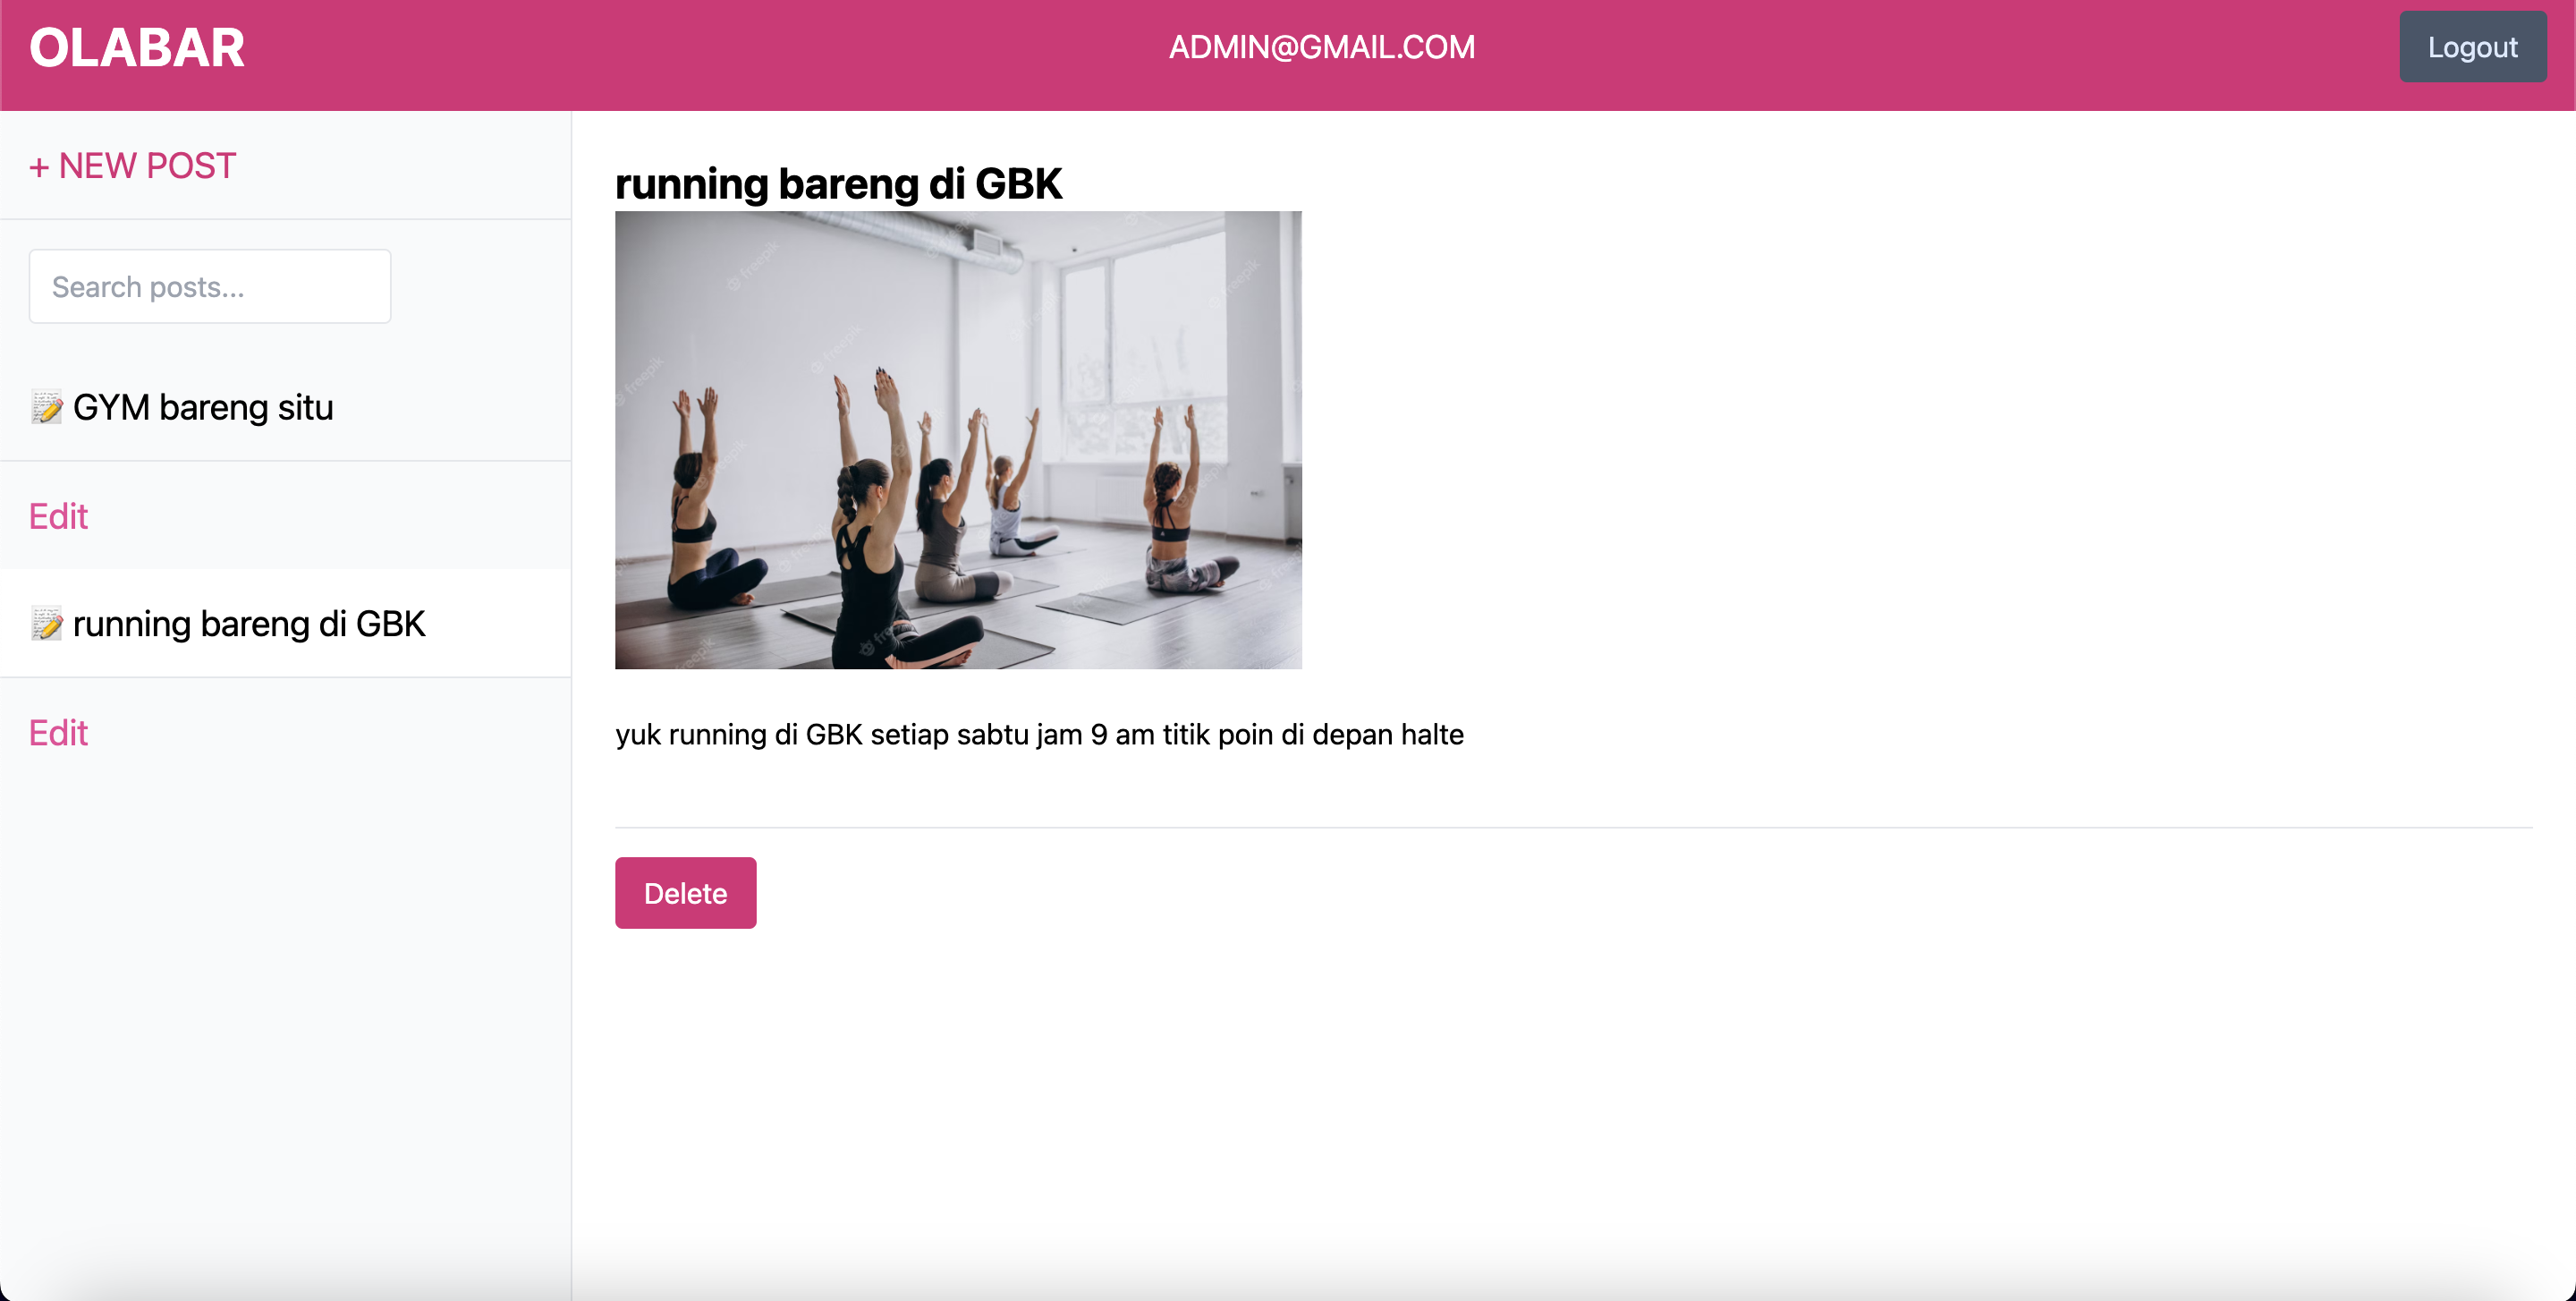 OLABAR
ADMIN@GMAIL.COM
Logout
+ NEW POST
Search posts...
📝 GYM bareng situ
Edit
📝 running bareng di GBK
Edit
running bareng di GBK
freepik
yuk running di GBK setiap sabtu jam 9 am titik poin di depan halte
Delete